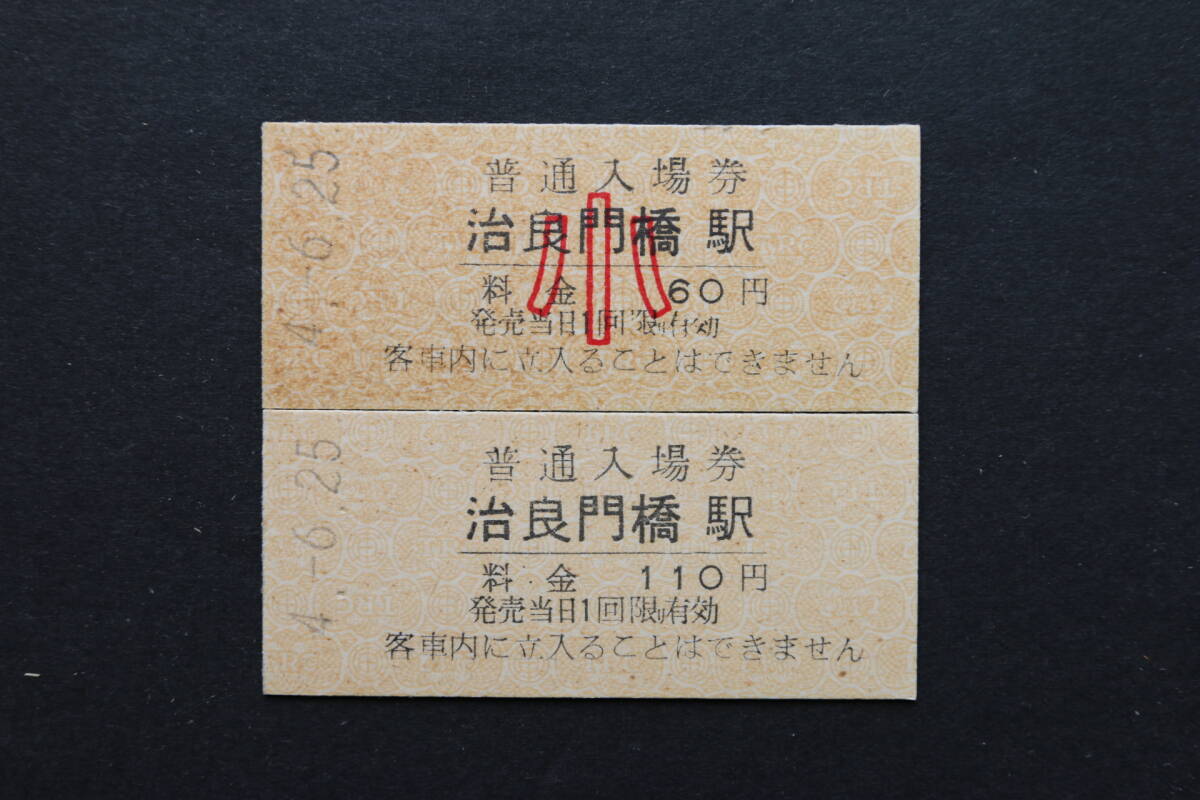 4.-6.25
普通入場券
治良門橋駅
小
料金 60円
発売当日1回限り有効
客車内に立入ることはできません
4.-6.25
普通入場券
治良門橋駅
料金 110円
発売当日1回限り有効
客車内に立入ることはできません